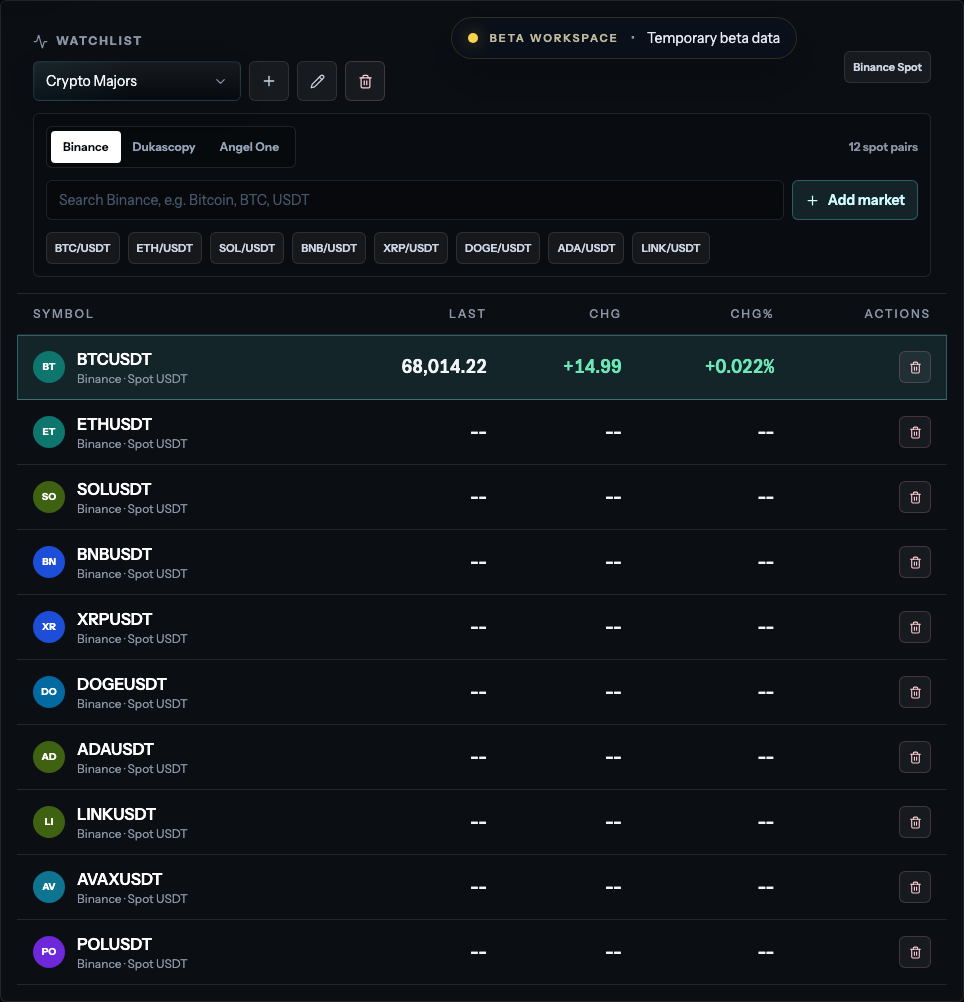 WATCHLIST
BETA WORKSPACE · Temporary beta data
Crypto Majors
Binance Spot
Binance Dukascopy Angel One
12 spot pairs
Search Binance, e.g. Bitcoin, BTC, USDT
+ Add market
BTC/USDT ETH/USDT SOL/USDT BNB/USDT XRP/USDT DOGE/USDT ADA/USDT LINK/USDT
SYMBOL LAST CHG CHG% ACTIONS
BT BTCUSDT 68,014.22 +14.99 +0.022%
Binance · Spot USDT
ET ETHUSDT -- -- --
Binance · Spot USDT
SO SOLUSDT -- -- --
Binance · Spot USDT
BN BNBUSDT -- -- --
Binance · Spot USDT
XR XRPUSDT -- -- --
Binance · Spot USDT
DO DOGEUSDT -- -- --
Binance · Spot USDT
AD ADAUSDT -- -- --
Binance · Spot USDT
LI LINKUSDT -- -- --
Binance · Spot USDT
AV AVAXUSDT -- -- --
Binance · Spot USDT
PO POLUSDT -- -- --
Binance · Spot USDT